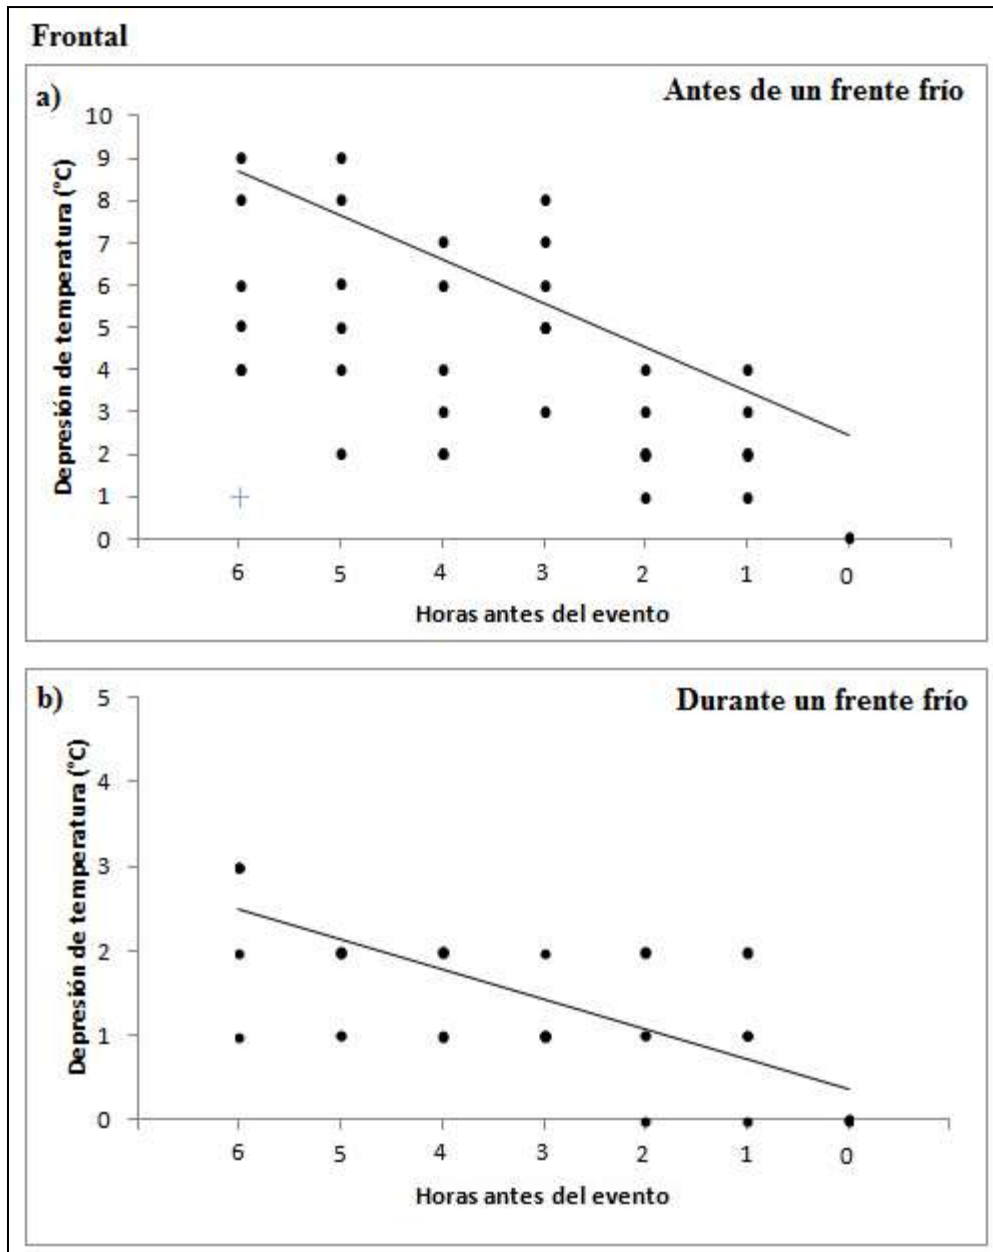 Frontal
a)
Antes de un frente frío
Depresión de temperatura (°C)
10
9
8
7
6
5
4
3
2
1
0
6 5 4 3 2 1 0
Horas antes del evento
b)
Durante un frente frío
Depresión de temperatura (°C)
5
4
3
2
1
0
6 5 4 3 2 1 0
Horas antes del evento